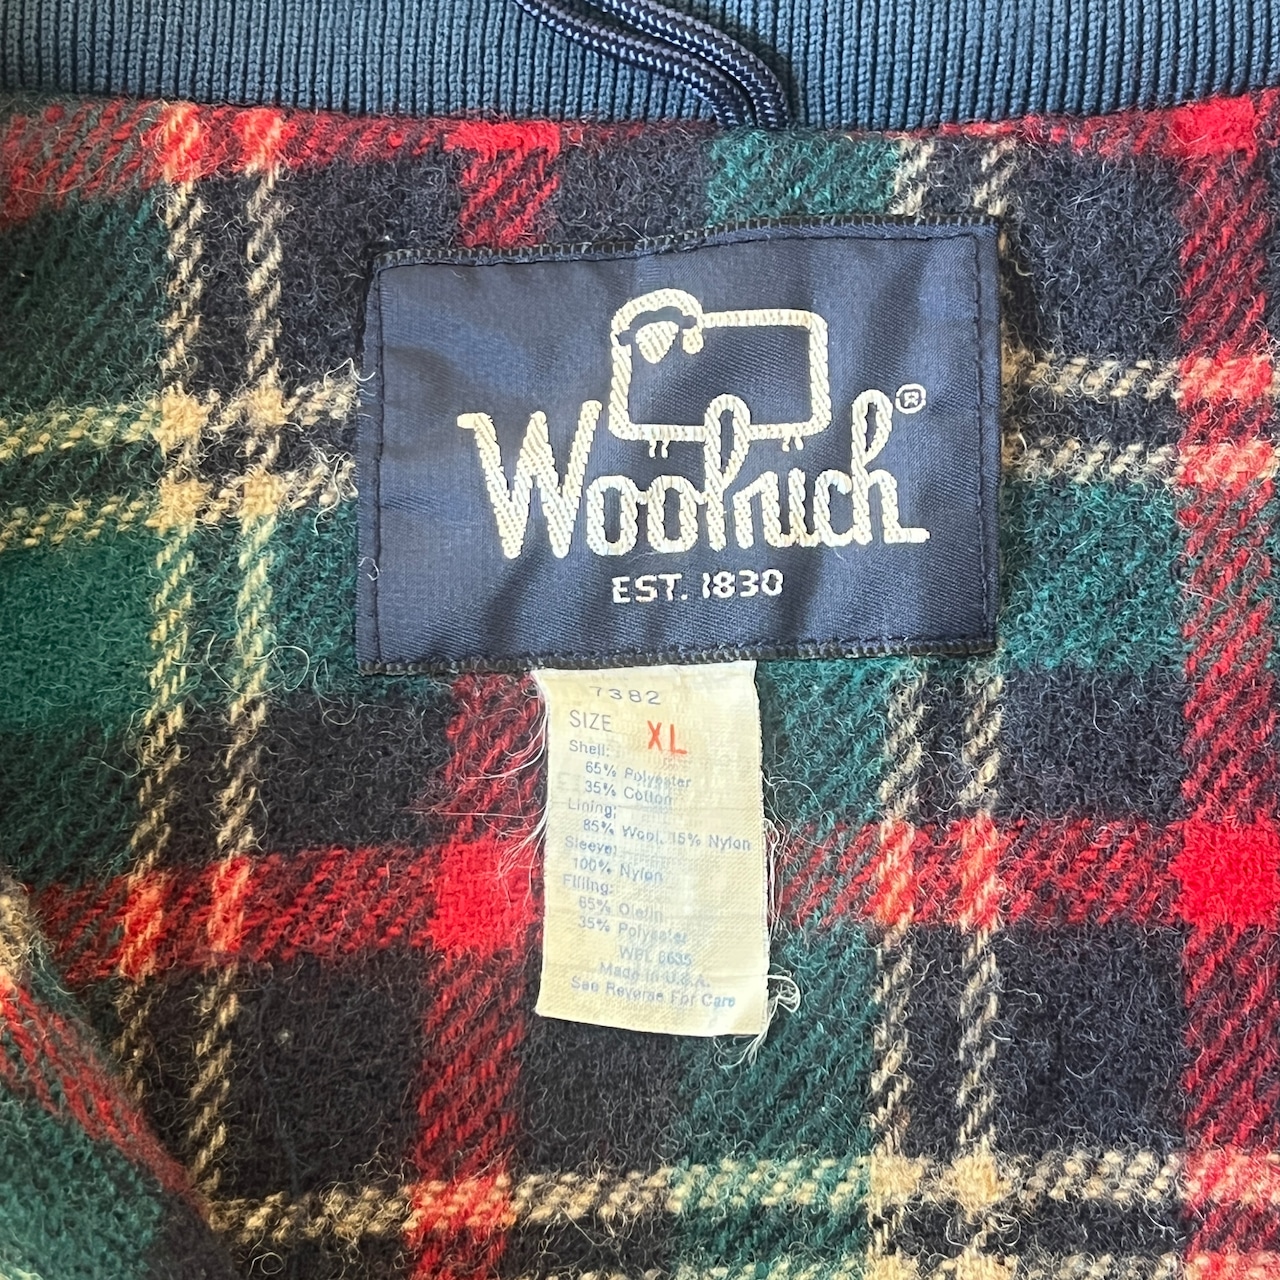 Woolrich®
EST. 1830
7382
SIZE XL
Shell:
65% Polyester
35% Cotton
Lining:
85% Wool, 15% Nylon
Sleeve:
100% Nylon
Filling:
65% Olefin
35% Polyester
WPL 6635
Made in U.S.A.
See Reverse For Care